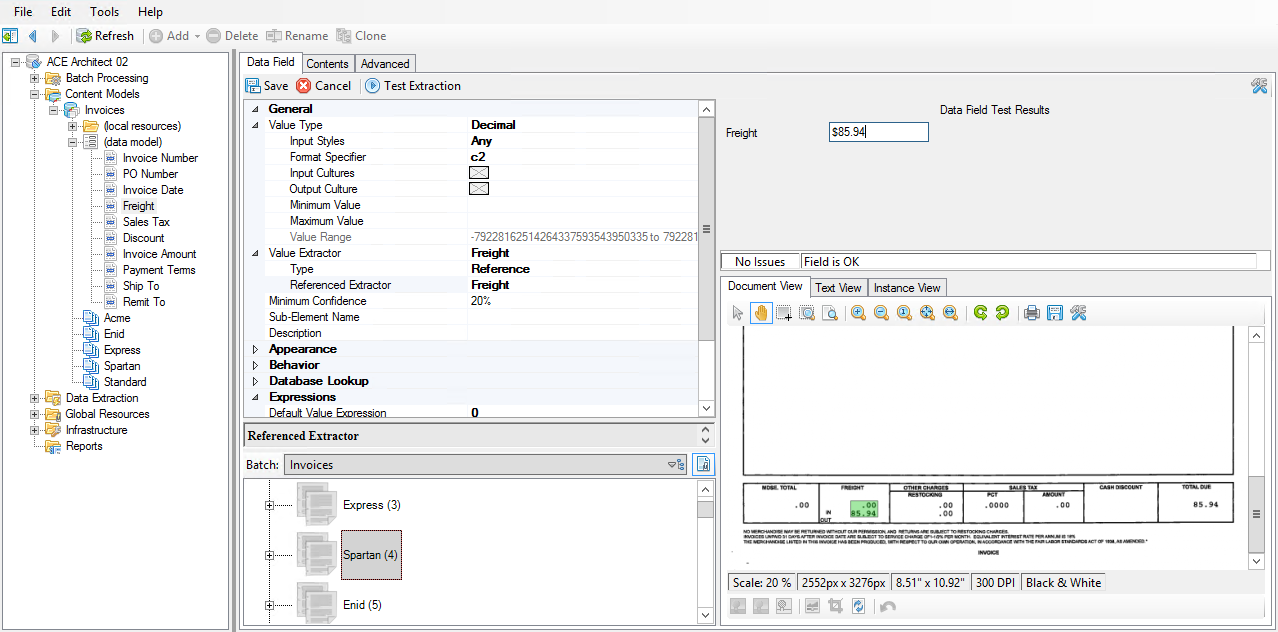 File Edit Tools Help
Refresh Add Delete Rename Clone
ACE Architect 02
Batch Processing
Content Models
Invoices
(local resources)
(data model)
Invoice Number
PO Number
Invoice Date
Freight
Sales Tax
Discount
Invoice Amount
Payment Terms
Ship To
Remit To
Acme
Enid
Express
Spartan
Standard
Data Extraction
Global Resources
Infrastructure
Reports
Data Field Contents Advanced
Save Cancel Test Extraction
General
Value Type Decimal
Input Styles Any
Format Specifier c2
Input Cultures
Output Culture
Minimum Value
Maximum Value
Value Range -79228162514264337593543950335 to 792281
Value Extractor Freight
Type Reference
Referenced Extractor Freight
Minimum Confidence 20%
Sub-Element Name
Description
Appearance
Behavior
Database Lookup
Expressions
Default Value Expression 0
Referenced Extractor
Batch: Invoices
Express (3)
Spartan (4)
Enid (5)
Data Field Test Results
Freight $85.94
No Issues Field is OK
Document View Text View Instance View
MDSE. TOTAL FREIGHT OTHER CHARGES SALES TAX CASH DISCOUNT TOTAL DUE
RESTOCKING PCT AMOUNT
.00 .00 .00 .0000 .00 85.94
IN 85.94 .00
OUT
NO MERCHANDISE MAY BE RETURNED WITHOUT OUR PERMISSION, AND RETURNS ARE SUBJECT TO RESTOCKING CHARGES.
INVOICES UNPAID 31 DAYS AFTER INVOICE DATE ARE SUBJECT TO SERVICE CHARGE OF 1-1/2% PER MONTH. EQUIVALENT INTEREST RATE PER ANNUM IS 18%
THE MERCHANDISE LISTED IN THIS INVOICE HAS BEEN PRODUCED, WITH RESPECT TO OUR OWN OPERATION, IN ACCORDANCE WITH THE FAIR LABOR STANDARDS ACT OF 1938, AS AMENDED."
INVOICE
Scale: 20 % 2552px x 3276px 8.51" x 10.92" 300 DPI Black & White